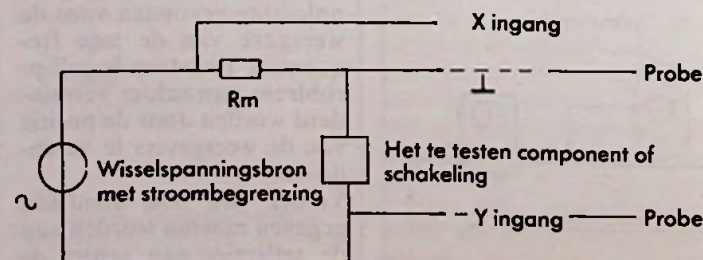 X ingang
Probe
Rm
Wisselspanningsbron
met stroombegrenzing
Het te testen component of
schakeling
Y ingang
Probe